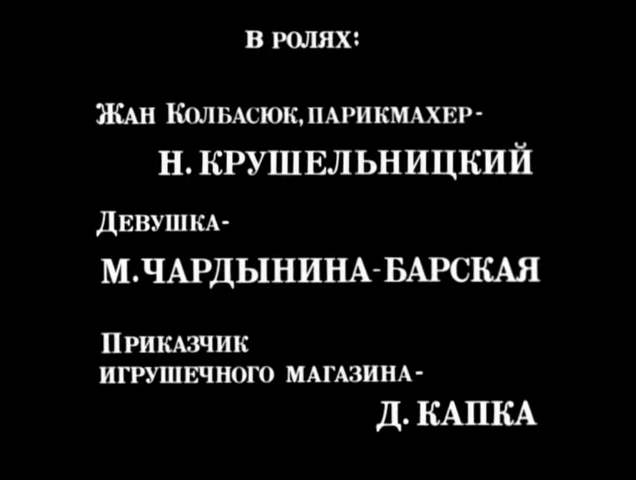 В РОЛЯХ:
ЖАН КОЛБАСЮК, ПАРИКМАХЕР-
Н. КРУШЕЛЬНИЦКИЙ
ДЕВУШКА-
М. ЧАРДЫНИНА-БАРСКАЯ
ПРИКАЗЧИК
ИГРУШЕЧНОГО МАГАЗИНА-
Д. КАПКА